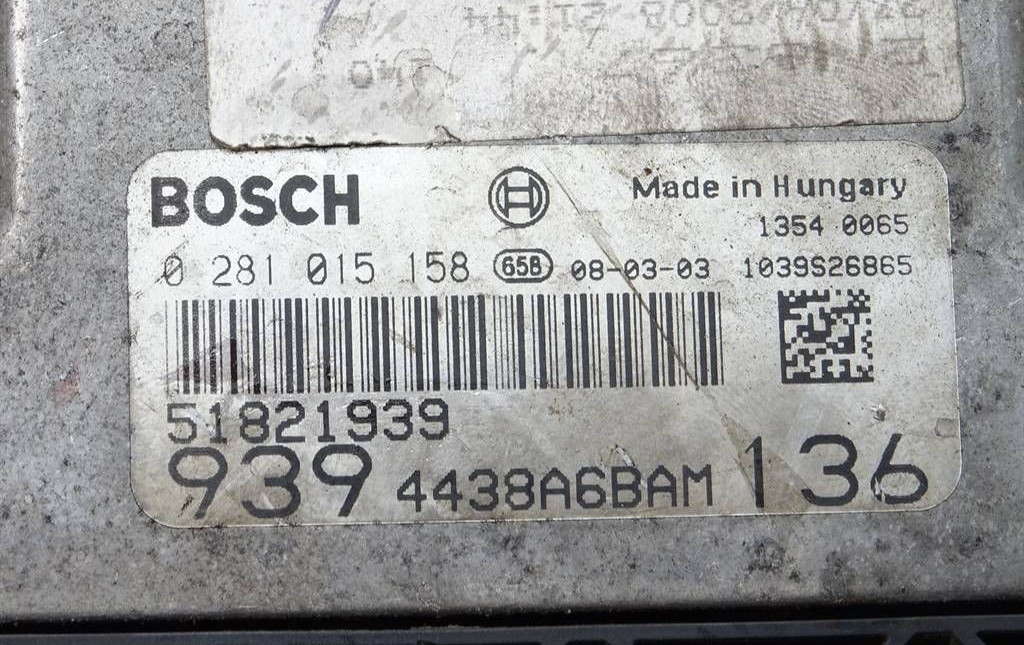 BOSCH
Made in Hungary
1354 0065
0 281 015 158 658 08-03-03 1039S26865
51821939
939 4438A6BAM 136